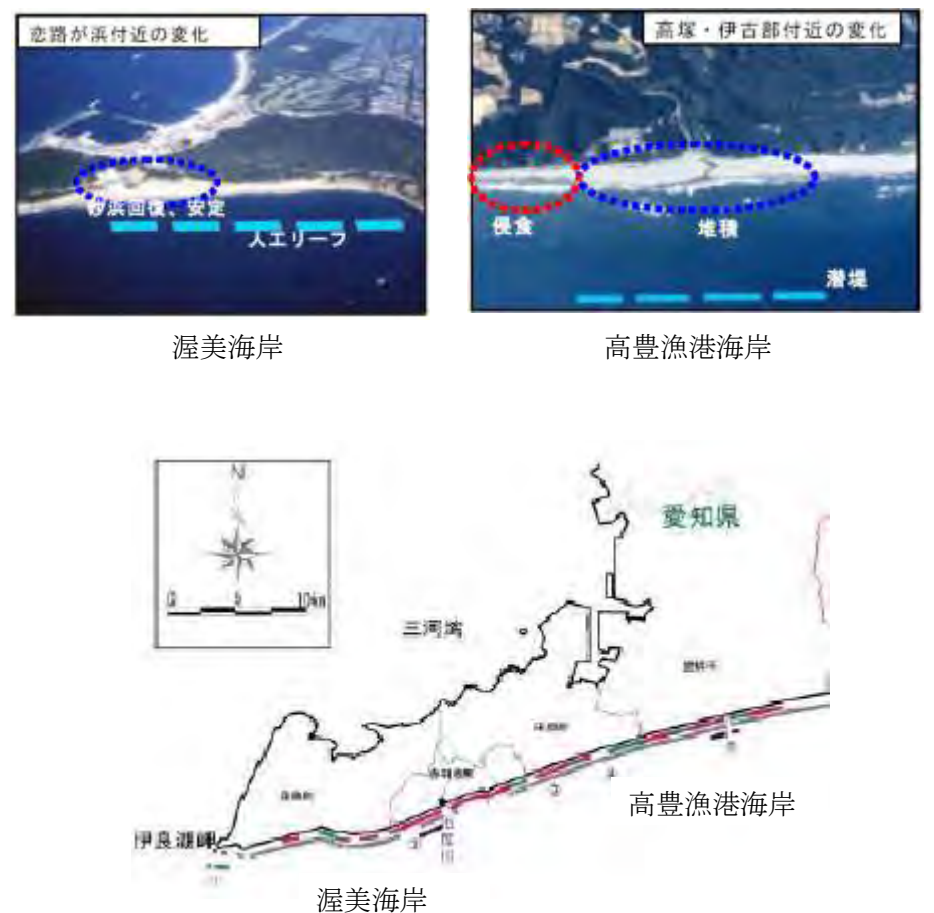 恋路が浜付近の変化
砂浜回復、安定
人工リーフ
渥美海岸
高塚・伊古部付近の変化
侵食
堆積
潜堤
高豊漁港海岸
N
0
10km
愛知県
三河湾
伊良湖岬
高豊漁港海岸
渥美海岸